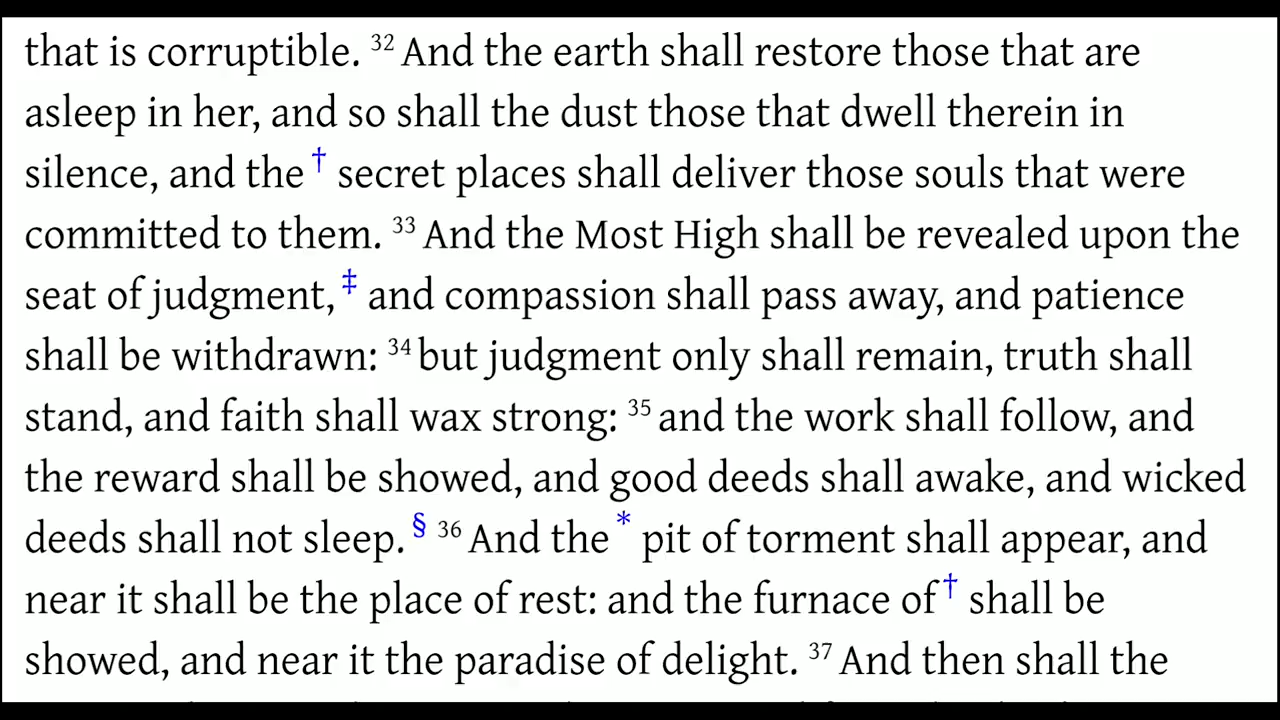 that is corruptible. 32 And the earth shall restore those that are
asleep in her, and so shall the dust those that dwell therein in
silence, and the † secret places shall deliver those souls that were
committed to them. 33 And the Most High shall be revealed upon the
seat of judgment,‡ and compassion shall pass away, and patience
shall be withdrawn: 34 but judgment only shall remain, truth shall
stand, and faith shall wax strong: 35 and the work shall follow, and
the reward shall be showed, and good deeds shall awake, and wicked
deeds shall not sleep.§ 36 And the * pit of torment shall appear, and
near it shall be the place of rest: and the furnace of† shall be
showed, and near it the paradise of delight. 37 And then shall the